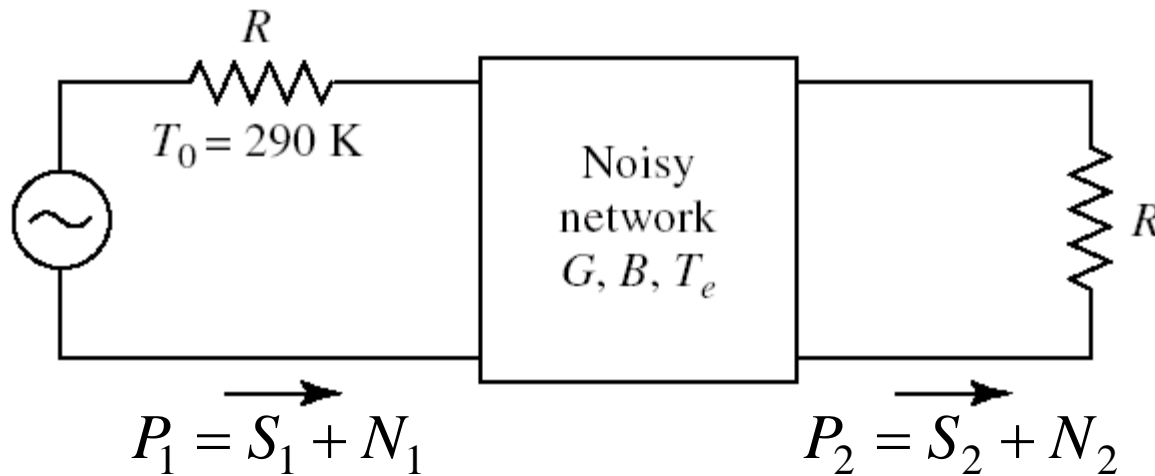 R
T₀ = 290 K
Noisy
network
G, B, Tₑ
R
P₁ = S₁ + N₁
P₂ = S₂ + N₂